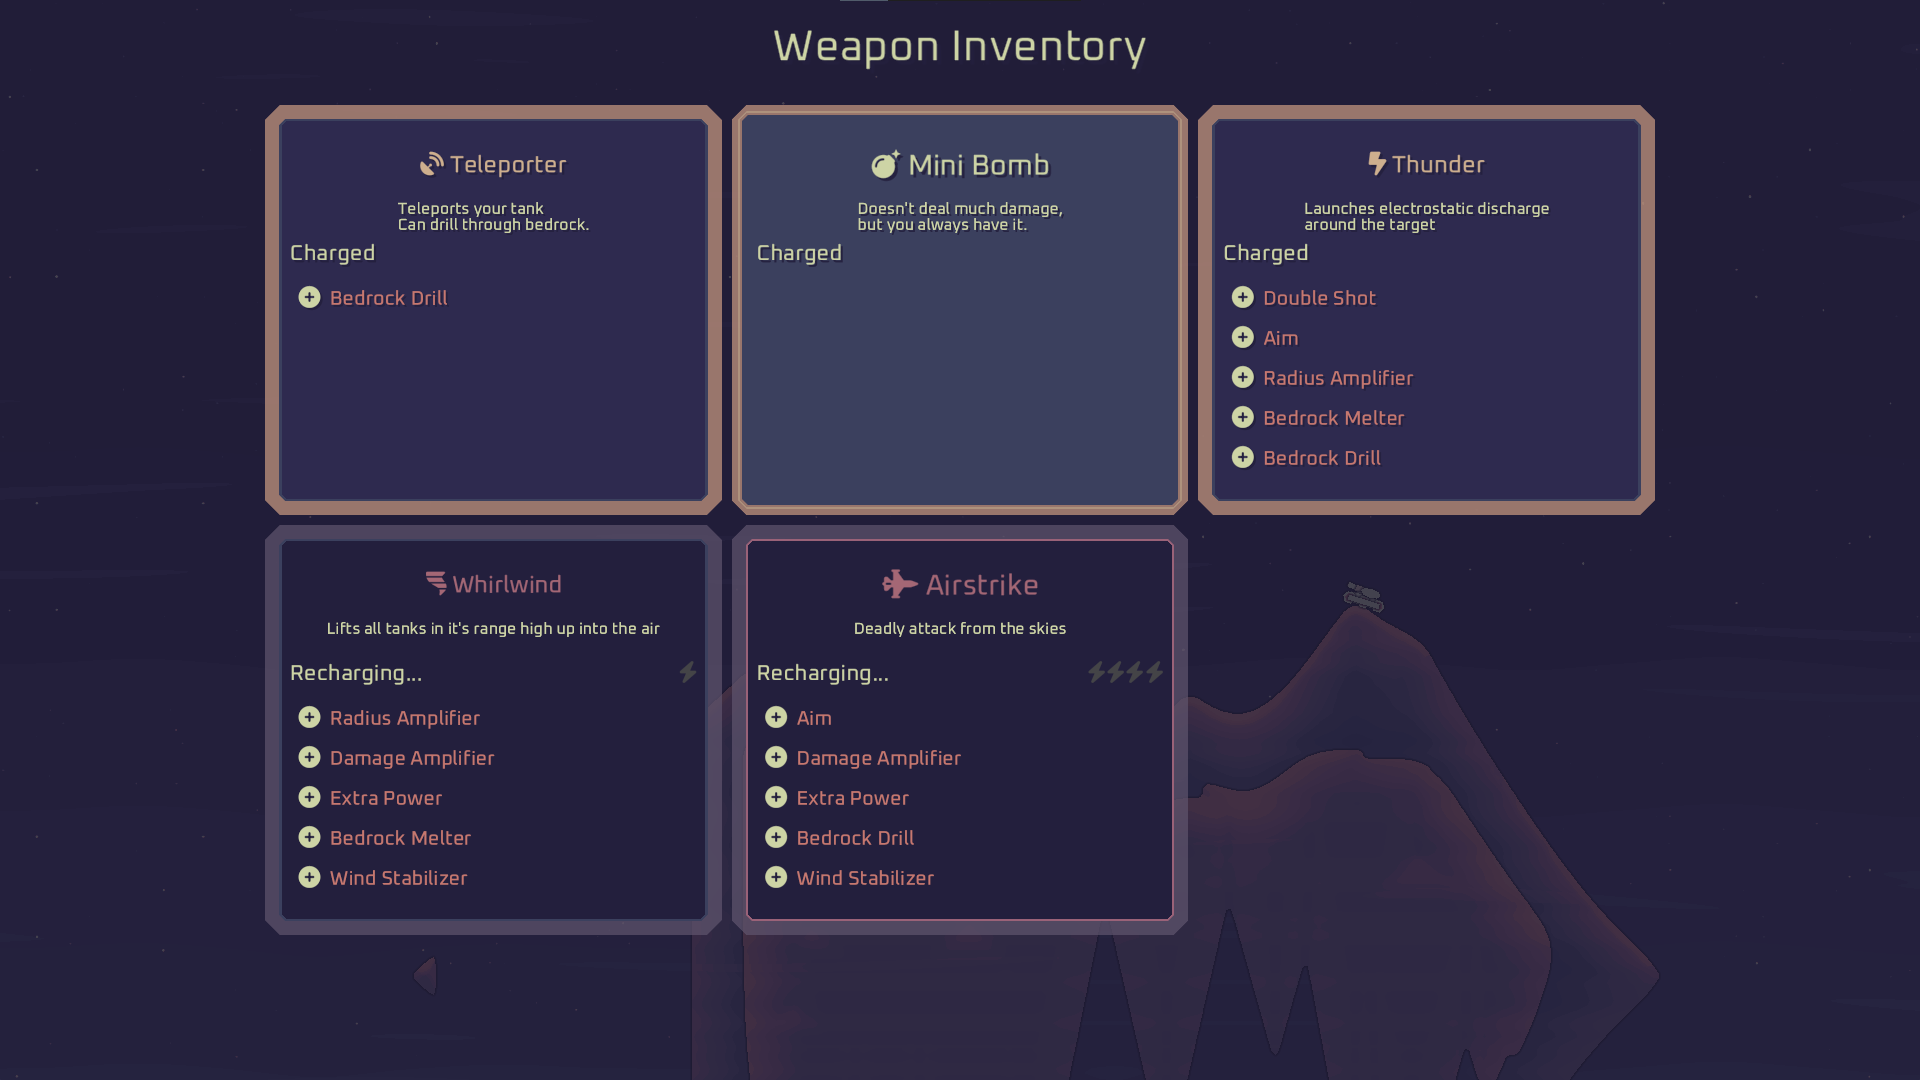 Weapon Inventory
Teleporter
Teleports your tank
Can drill through bedrock.
Charged
Bedrock Drill
Mini Bomb
Doesn't deal much damage,
but you always have it.
Charged
Thunder
Launches electrostatic discharge
around the target
Charged
Double Shot
Aim
Radius Amplifier
Bedrock Melter
Bedrock Drill
Whirlwind
Lifts all tanks in it's range high up into the air
Recharging...
Radius Amplifier
Damage Amplifier
Extra Power
Bedrock Melter
Wind Stabilizer
Airstrike
Deadly attack from the skies
Recharging...
Aim
Damage Amplifier
Extra Power
Bedrock Drill
Wind Stabilizer